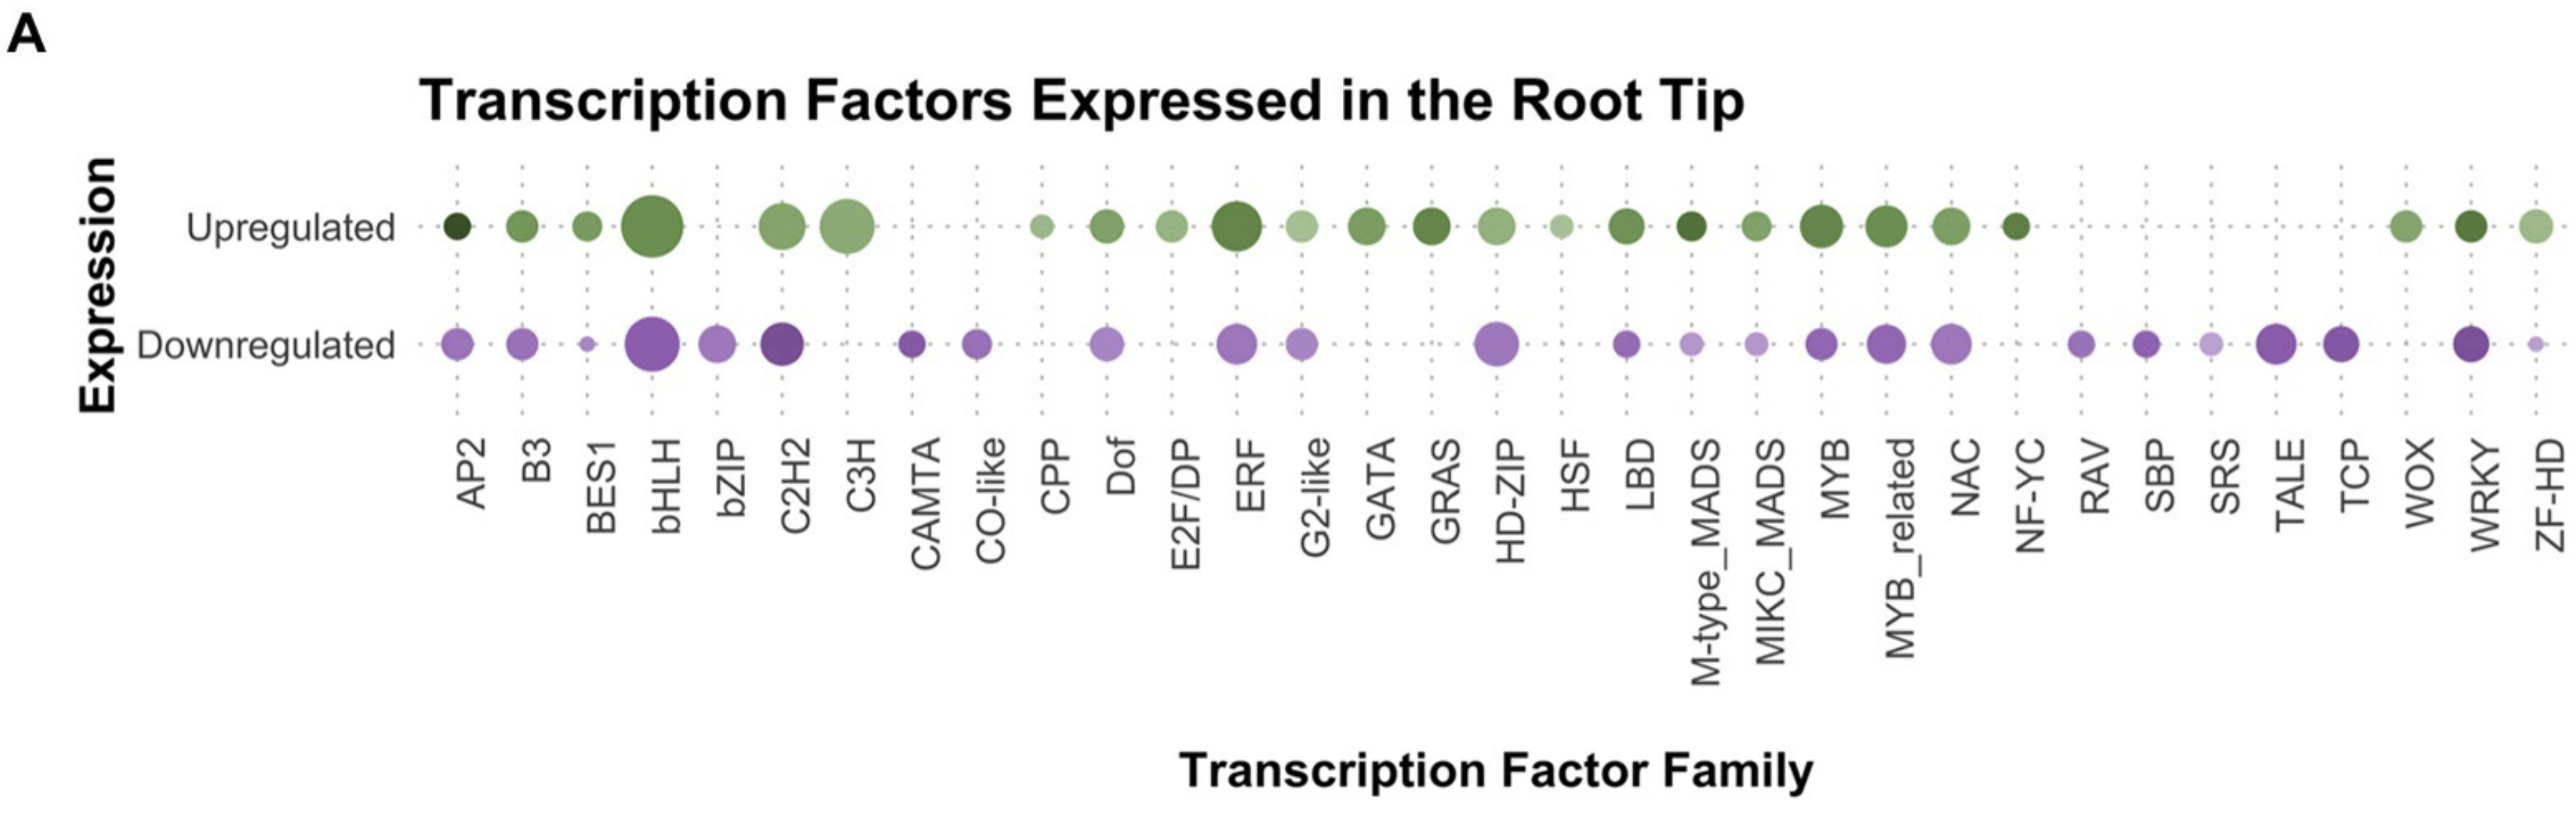 A
Transcription Factors Expressed in the Root Tip
Expression
Upregulated
Downregulated
AP2
B3
BES1
bHLH
bZIP
C2H2
C3H
CAMTA
CO-like
CPP
Dof
E2F/DP
ERF
G2-like
GATA
GRAS
HD-ZIP
HSF
LBD
M-type_MADS
MIKC_MADS
MYB
MYB_related
NAC
NF-YC
RAV
SBP
SRS
TALE
TCP
WOX
WRKY
ZF-HD
Transcription Factor Family